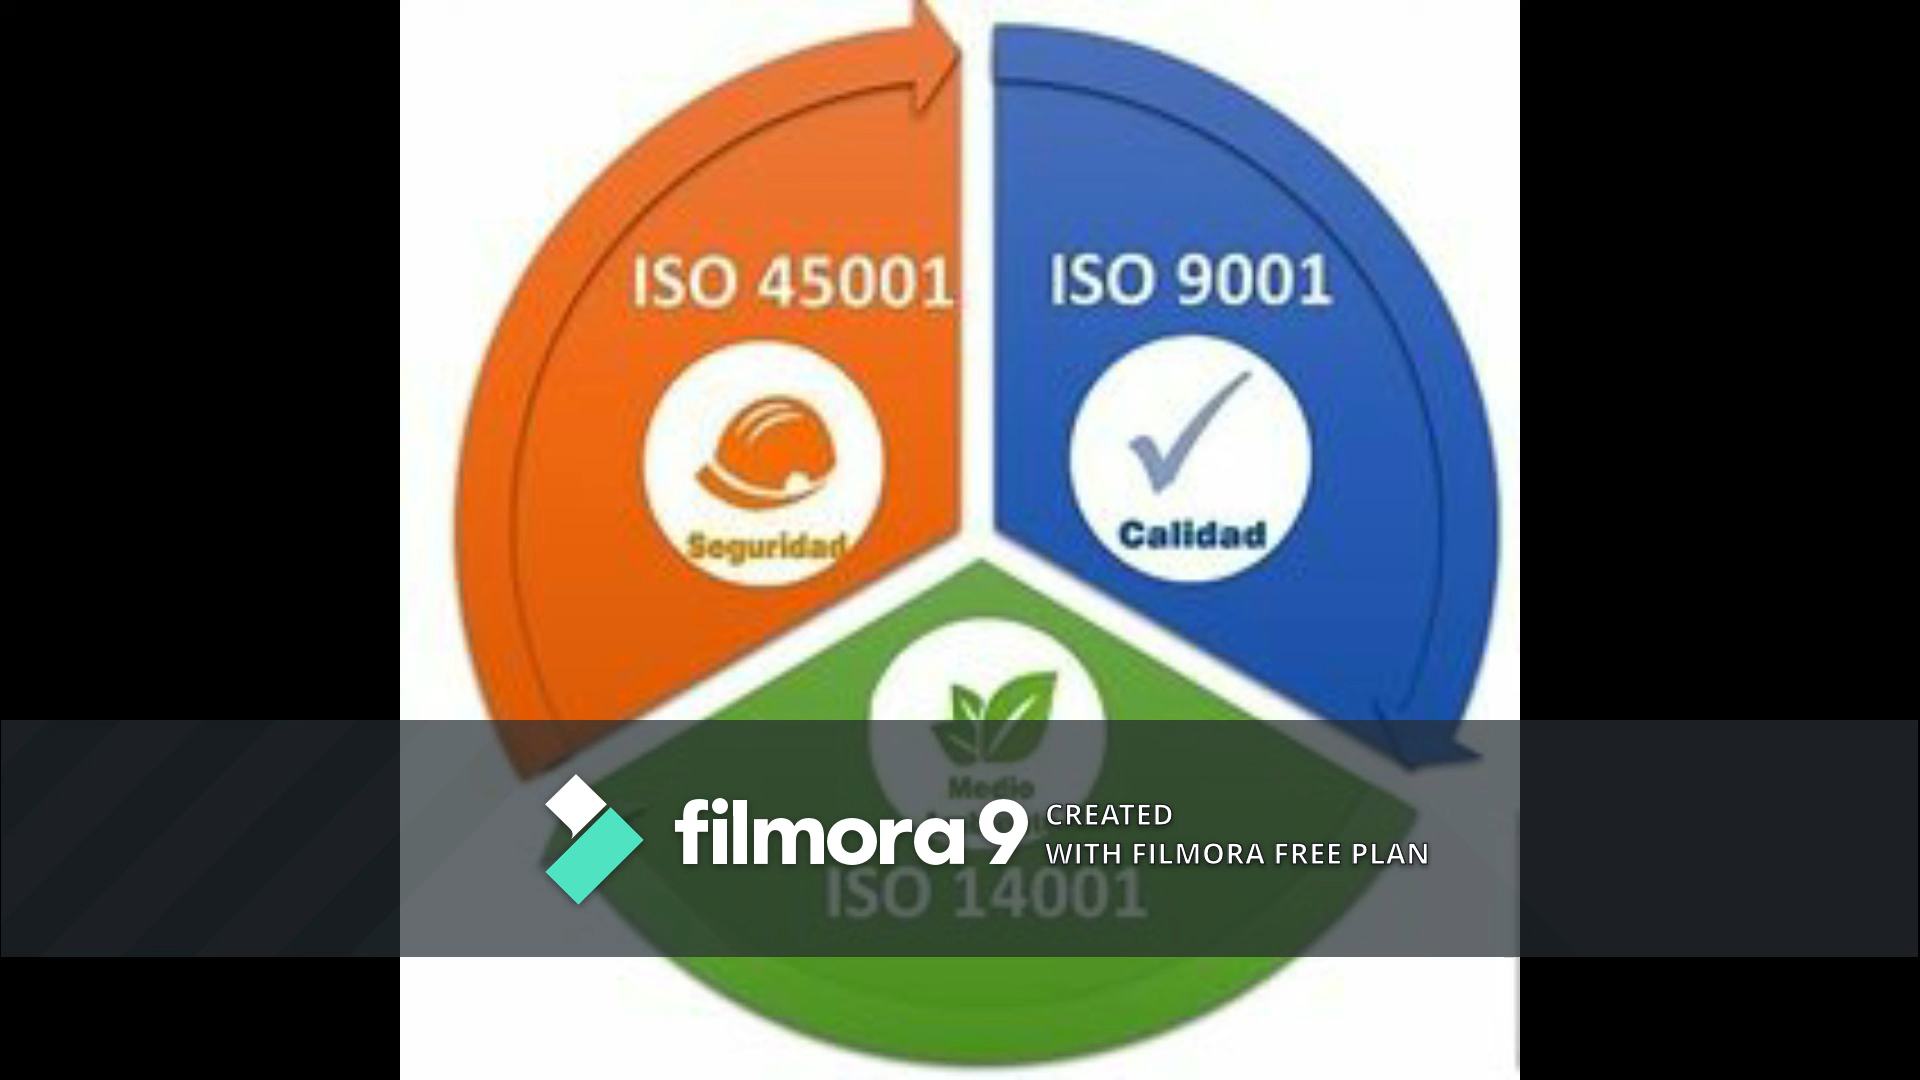 ISO 45001
Seguridad
ISO 9001
Calidad
Medio
filmora9
CREATED
WITH FILMORA FREE PLAN
ISO 14001